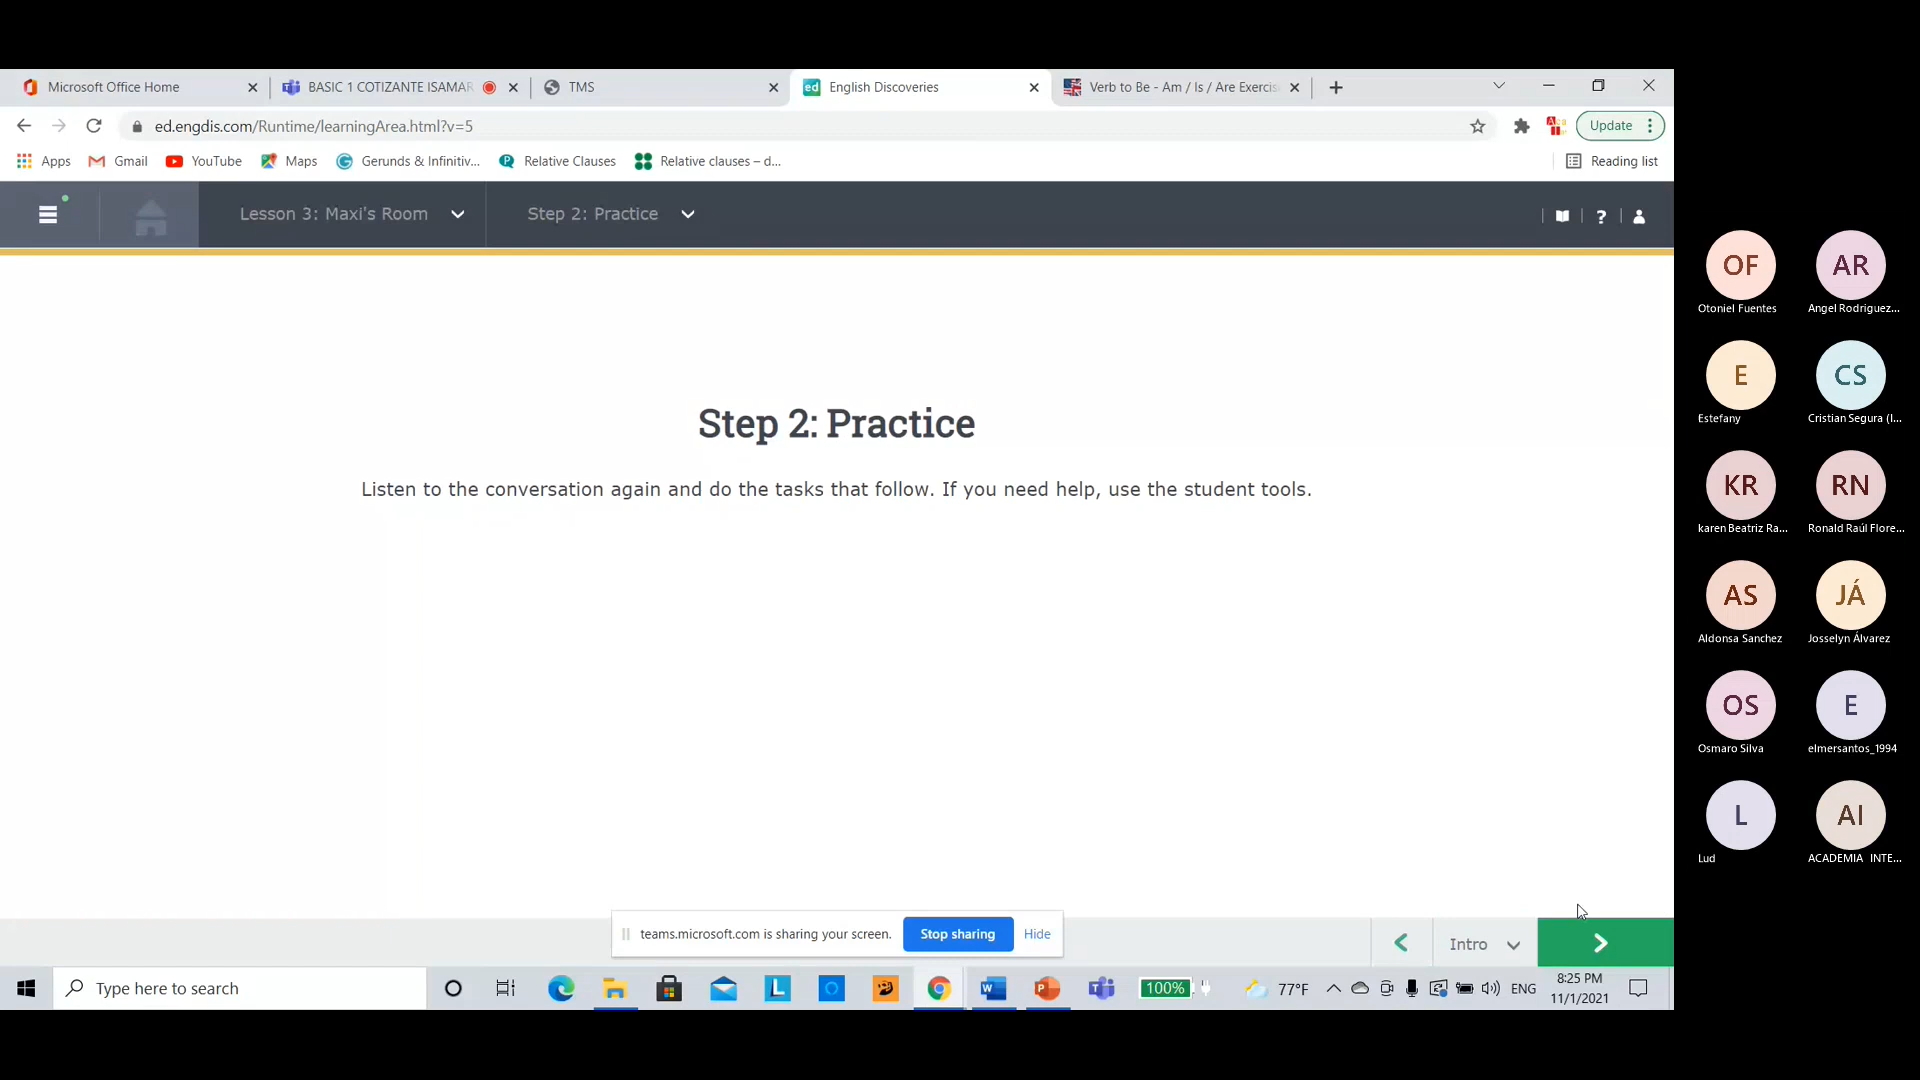 Microsoft Office Home
BASIC 1 COTIZANTE ISAMAR
TMS
ed English Discoveries
Verb to Be - Am / Is / Are Exercis
ed.engdis.com/Runtime/learningArea.html?v=5
Update
Apps
Gmail
YouTube
Maps
Gerunds & Infinitiv...
Relative Clauses
Relative clauses – d...
Reading list
Lesson 3: Maxi's Room
Step 2: Practice
?
Step 2: Practice
Listen to the conversation again and do the tasks that follow. If you need help, use the student tools.
teams.microsoft.com is sharing your screen.
Stop sharing
Hide
Intro
Type here to search
100%
77°F
ENG
8:25 PM
11/1/2021
OF
AR
Otoniel Fuentes
Angel Rodriguez...
E
CS
Estefany
Cristian Segura (I...
KR
RN
karen Beatriz Ra...
Ronald Raúl Flore...
AS
JÁ
Aldonsa Sanchez
Josselyn Álvarez
OS
E
Osmaro Silva
elmersantos_1994
L
AI
Lud
ACADEMIA INTE...